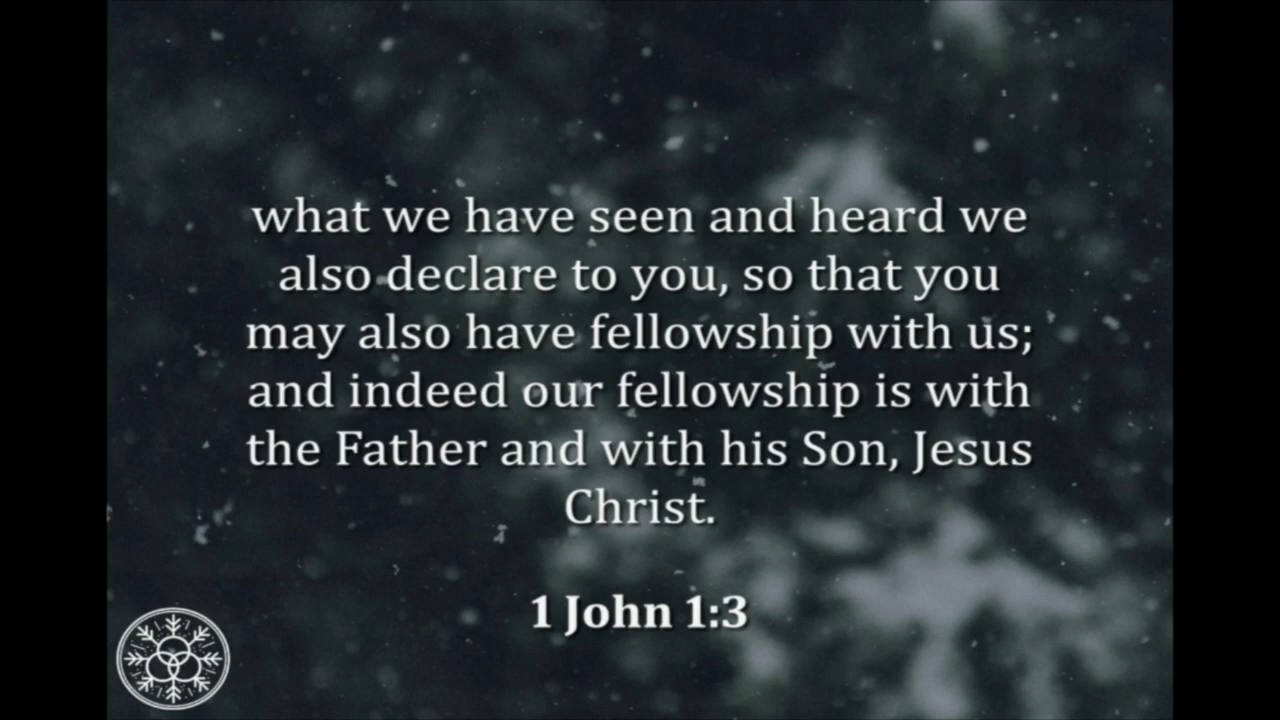 what we have seen and heard we
also declare to you, so that you
may also have fellowship with us;
and indeed our fellowship is with
the Father and with his Son, Jesus
Christ.
1 John 1:3